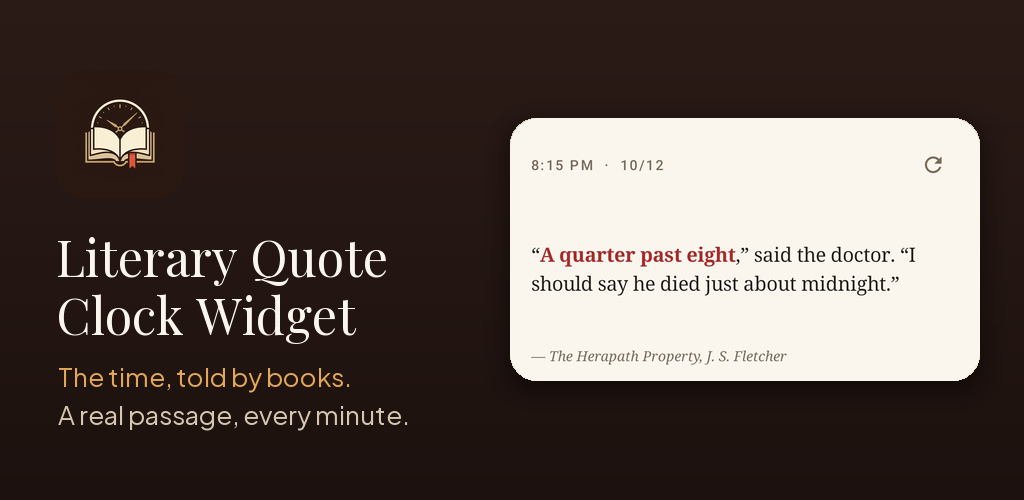 Literary Quote
Clock Widget
The time, told by books.
A real passage, every minute.
8:15 PM · 10/12
“A quarter past eight,” said the doctor. “I
should say he died just about midnight.”
— The Herapath Property, J. S. Fletcher